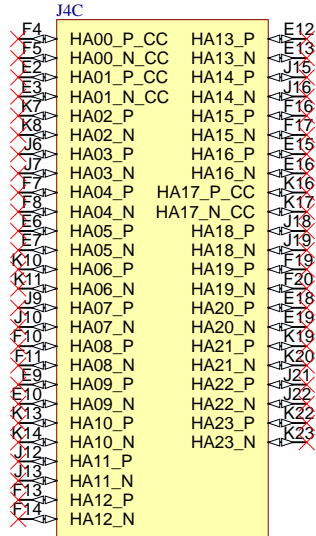 J4C
F4 HA00_P_CC HA13_P E12
F5 HA00_N_CC HA13_N E13
E2 HA01_P_CC HA14_P J15
E3 HA01_N_CC HA14_N J16
K7 HA02_P HA15_P F16
K8 HA02_N HA15_N F17
J6 HA03_P HA16_P E15
J7 HA03_N HA16_N E16
F7 HA04_P HA17_P_CC K16
F8 HA04_N HA17_N_CC K17
E6 HA05_P HA18_P J18
E7 HA05_N HA18_N J19
K10 HA06_P HA19_P F19
K11 HA06_N HA19_N F20
J9 HA07_P HA20_P E18
J10 HA07_N HA20_N E19
F10 HA08_P HA21_P K19
F11 HA08_N HA21_N K20
E9 HA09_P HA22_P J21
E10 HA09_N HA22_N J22
K13 HA10_P HA23_P K22
K14 HA10_N HA23_N K23
J12 HA11_P
J13 HA11_N
F13 HA12_P
F14 HA12_N